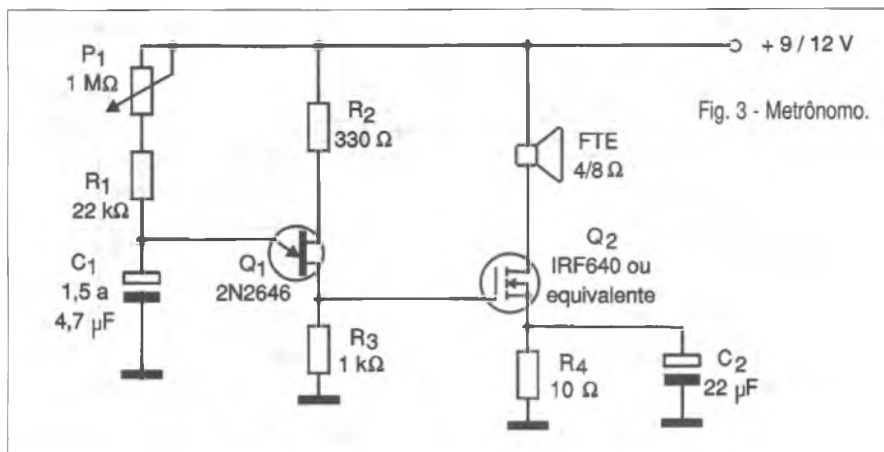 P1
1 MΩ
R1
22 kΩ
C1
1,5 a
4,7 µF
R2
330 Ω
Q1
2N2646
R3
1 kΩ
FTE
4/8 Ω
Q2
IRF640 ou
equivalente
R4
10 Ω
C2
22 µF
+ 9 / 12 V
Fig. 3 - Metrônomo.